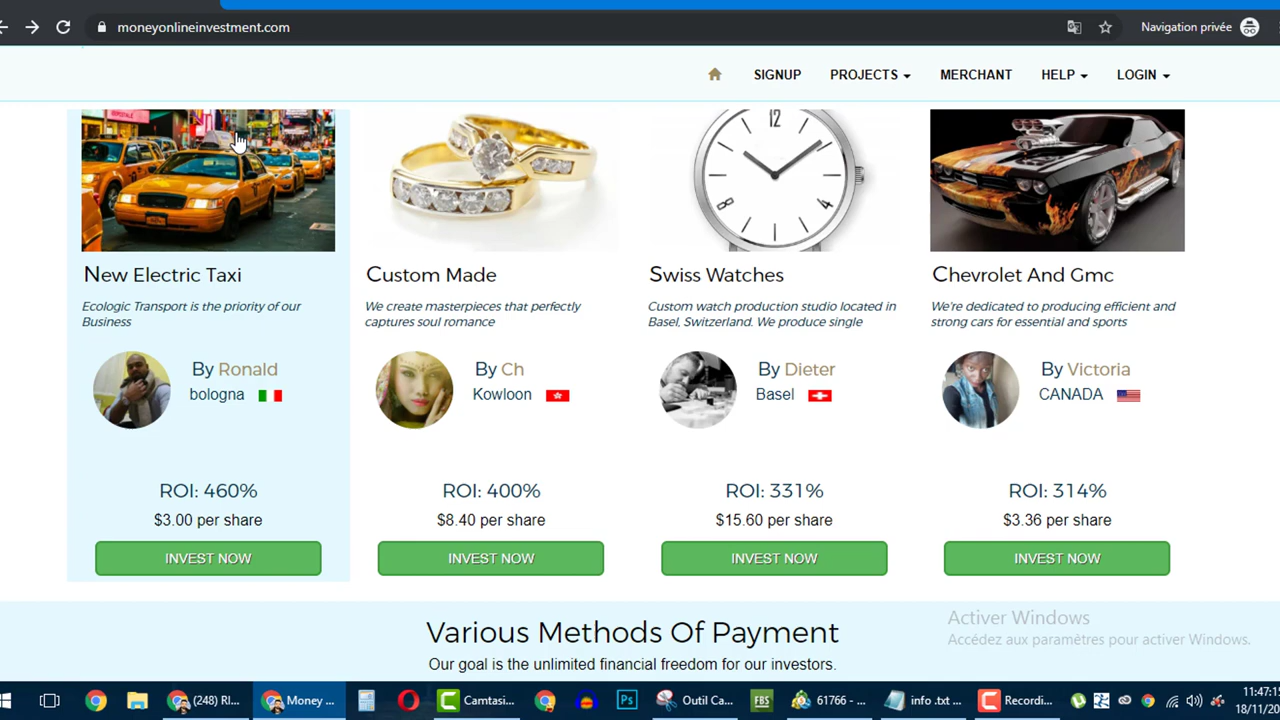 moneyonlineinvestment.com
Navigation privée
SIGNUP
PROJECTS
MERCHANT
HELP
LOGIN
12
8
4
New Electric Taxi
Ecologic Transport is the priority of our
Business
By Ronald
bologna
ROI: 460%
$3.00 per share
INVEST NOW
Custom Made
We create masterpieces that perfectly
captures soul romance
By Ch
Kowloon
ROI: 400%
$8.40 per share
INVEST NOW
Swiss Watches
Custom watch production studio located in
Basel, Switzerland. We produce single
By Dieter
Basel
ROI: 331%
$15.60 per share
INVEST NOW
Chevrolet And Gmc
We're dedicated to producing efficient and
strong cars for essential and sports
By Victoria
CANADA
ROI: 314%
$3.36 per share
INVEST NOW
Various Methods Of Payment
Our goal is the unlimited financial freedom for our investors.
Activer Windows
Accédez aux paramètres pour activer Windows.
(248) RI...
Money ...
Camtasi...
Ps
Outil Ca...
FBS
61766 - ...
info .txt ...
Recordi...
11:47:15
18/11/20